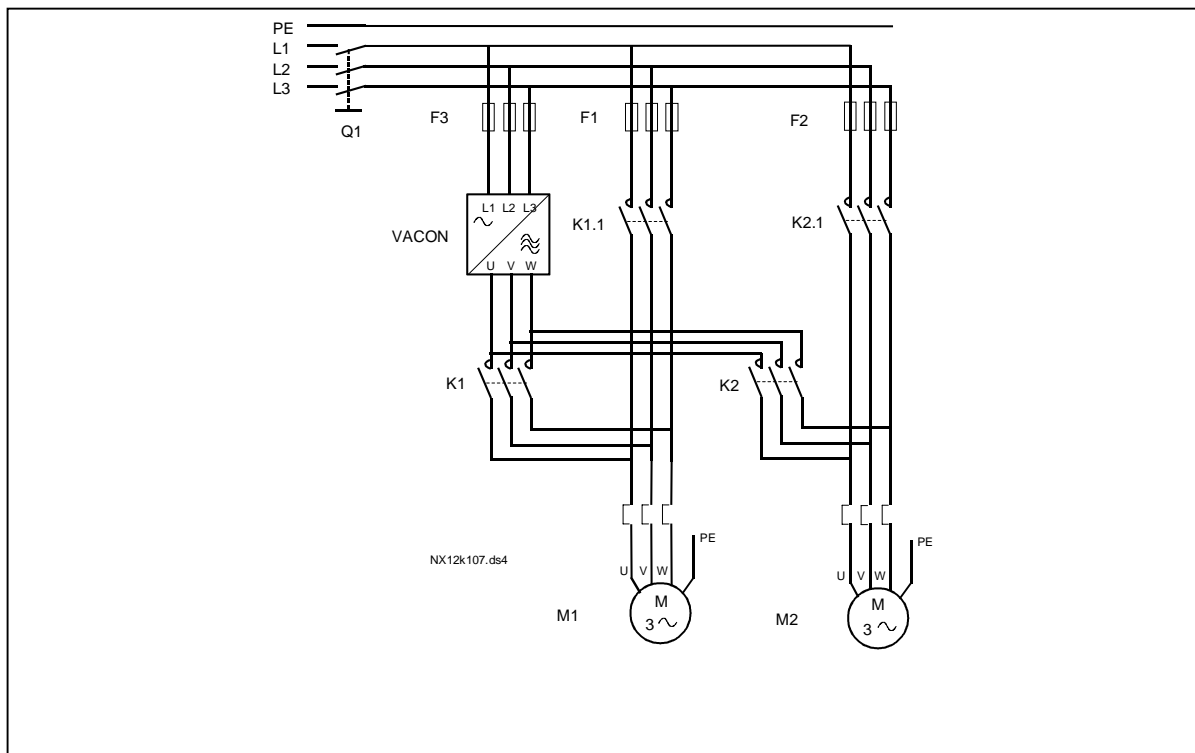 PE
L1
L2
L3
Q1
F3
F1
F2
L1 L2 L3
VACON
U V W
K1.1
K2.1
K1
K2
NX12k107.ds4
PE
PE
U V W
U V W
M1
M
3
M2
M
3